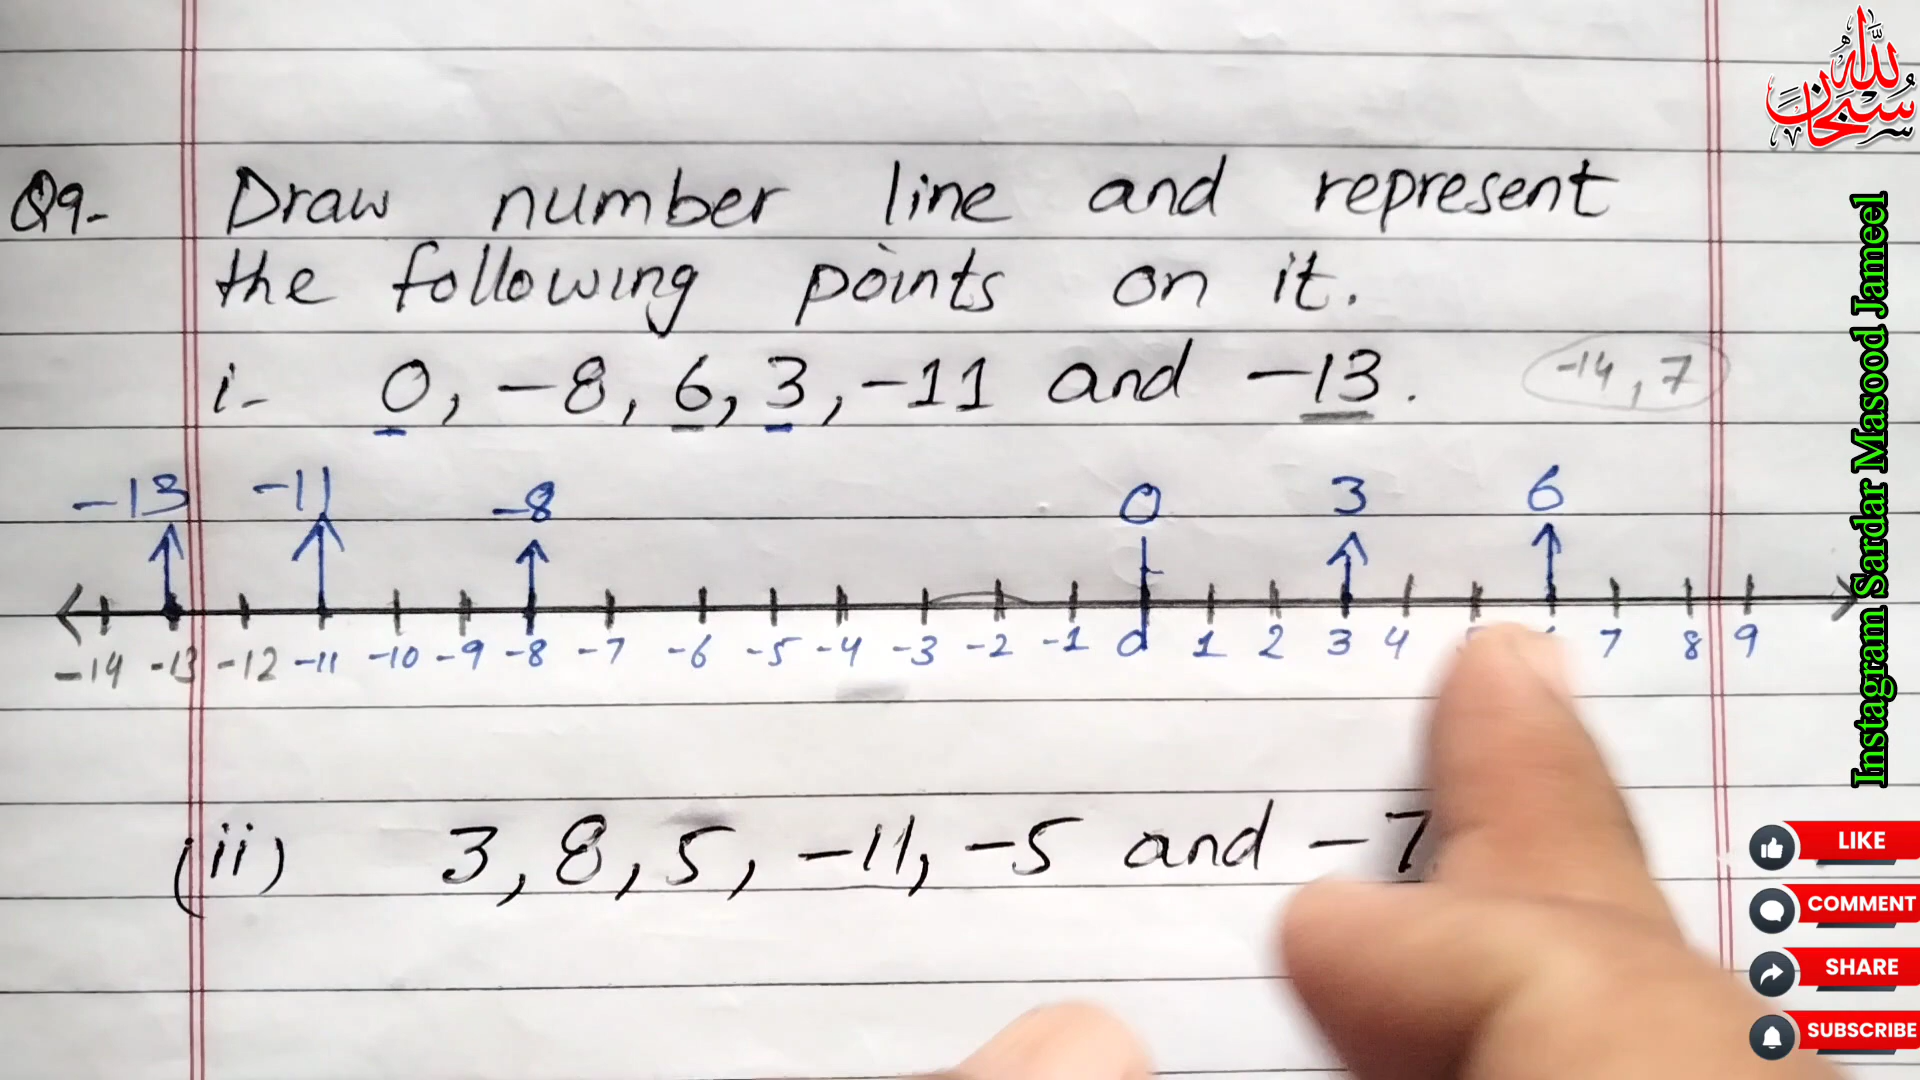 سبحان الله
Q9- Draw number line and represent
the following points on it.
i- 0, -8, 6, 3, -11 and -13.
-14, 7
-13 -11 -8 0 3 6
-14 -13 -12 -11 -10 -9 -8 -7 -6 -5 -4 -3 -2 -1 0 1 2 3 4 7 8 9
(ii) 3, 8, 5, -11, -5 and -7
Instagram Sardar Masood Jameel
LIKE
COMMENT
SHARE
SUBSCRIBE